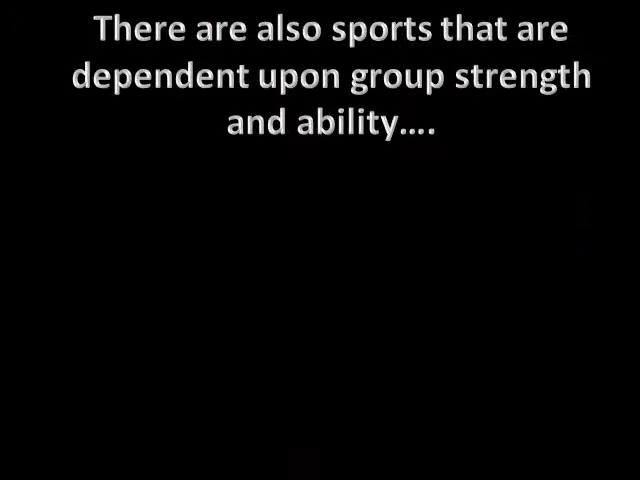 There are also sports that are
dependent upon group strength
and ability….